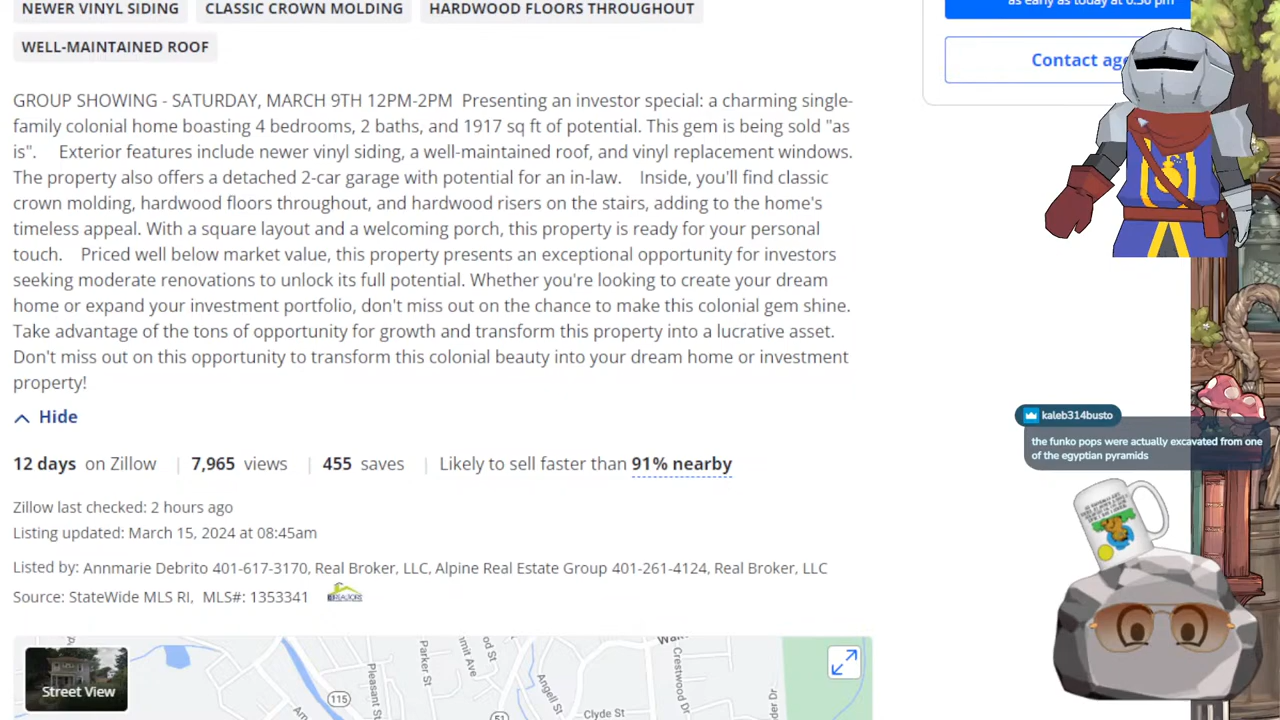 NEWER VINYL SIDING
CLASSIC CROWN MOLDING
HARDWOOD FLOORS THROUGHOUT
WELL-MAINTAINED ROOF
as early as today at 6:30 pm
Contact age
GROUP SHOWING - SATURDAY, MARCH 9TH 12PM-2PM Presenting an investor special: a charming single-
family colonial home boasting 4 bedrooms, 2 baths, and 1917 sq ft of potential. This gem is being sold "as
is". Exterior features include newer vinyl siding, a well-maintained roof, and vinyl replacement windows.
The property also offers a detached 2-car garage with potential for an in-law. Inside, you'll find classic
crown molding, hardwood floors throughout, and hardwood risers on the stairs, adding to the home's
timeless appeal. With a square layout and a welcoming porch, this property is ready for your personal
touch. Priced well below market value, this property presents an exceptional opportunity for investors
seeking moderate renovations to unlock its full potential. Whether you're looking to create your dream
home or expand your investment portfolio, don't miss out on the chance to make this colonial gem shine.
Take advantage of the tons of opportunity for growth and transform this property into a lucrative asset.
Don't miss out on this opportunity to transform this colonial beauty into your dream home or investment
property!
Hide
12 days on Zillow
7,965 views
455 saves
Likely to sell faster than 91% nearby
Zillow last checked: 2 hours ago
Listing updated: March 15, 2024 at 08:45am
Listed by: Annmarie Debrito 401-617-3170, Real Broker, LLC, Alpine Real Estate Group 401-261-4124, Real Broker, LLC
Source: StateWide MLS RI, MLS#: 1353341
kaleb314busto
the funko pops were actually excavated from one
of the egyptian pyramids
Street View
115
Pleasant St
Parker St
Angell St
Clyde St
Crestwood Rd